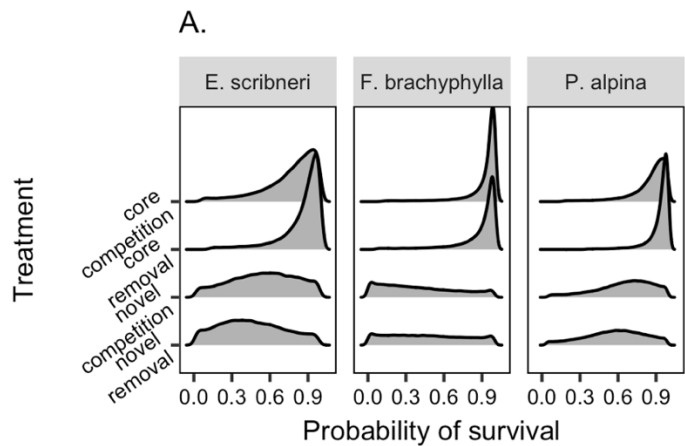 A.
E. scribneri
F. brachyphylla
P. alpina
Treatment
core
competition
core
removal
novel
competition
novel
removal
0.0 0.3 0.6 0.9 0.0 0.3 0.6 0.9 0.0 0.3 0.6 0.9
Probability of survival